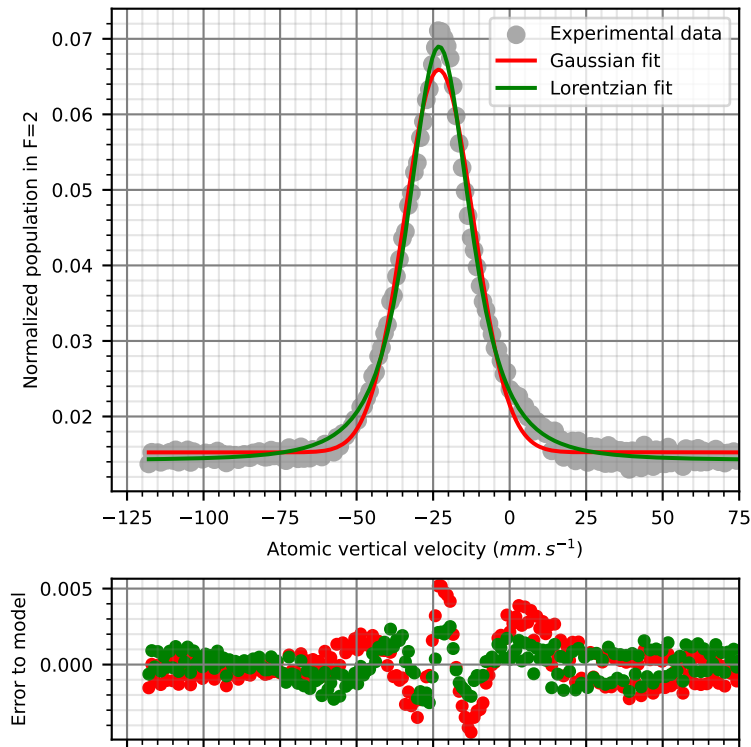 Experimental data
Gaussian fit
Lorentzian fit
Normalized population in F=2
0.07
0.06
0.05
0.04
0.03
0.02
−125 −100 −75 −50 −25 0 25 50 75
Atomic vertical velocity (mm.s⁻¹)
Error to model
0.005
0.000